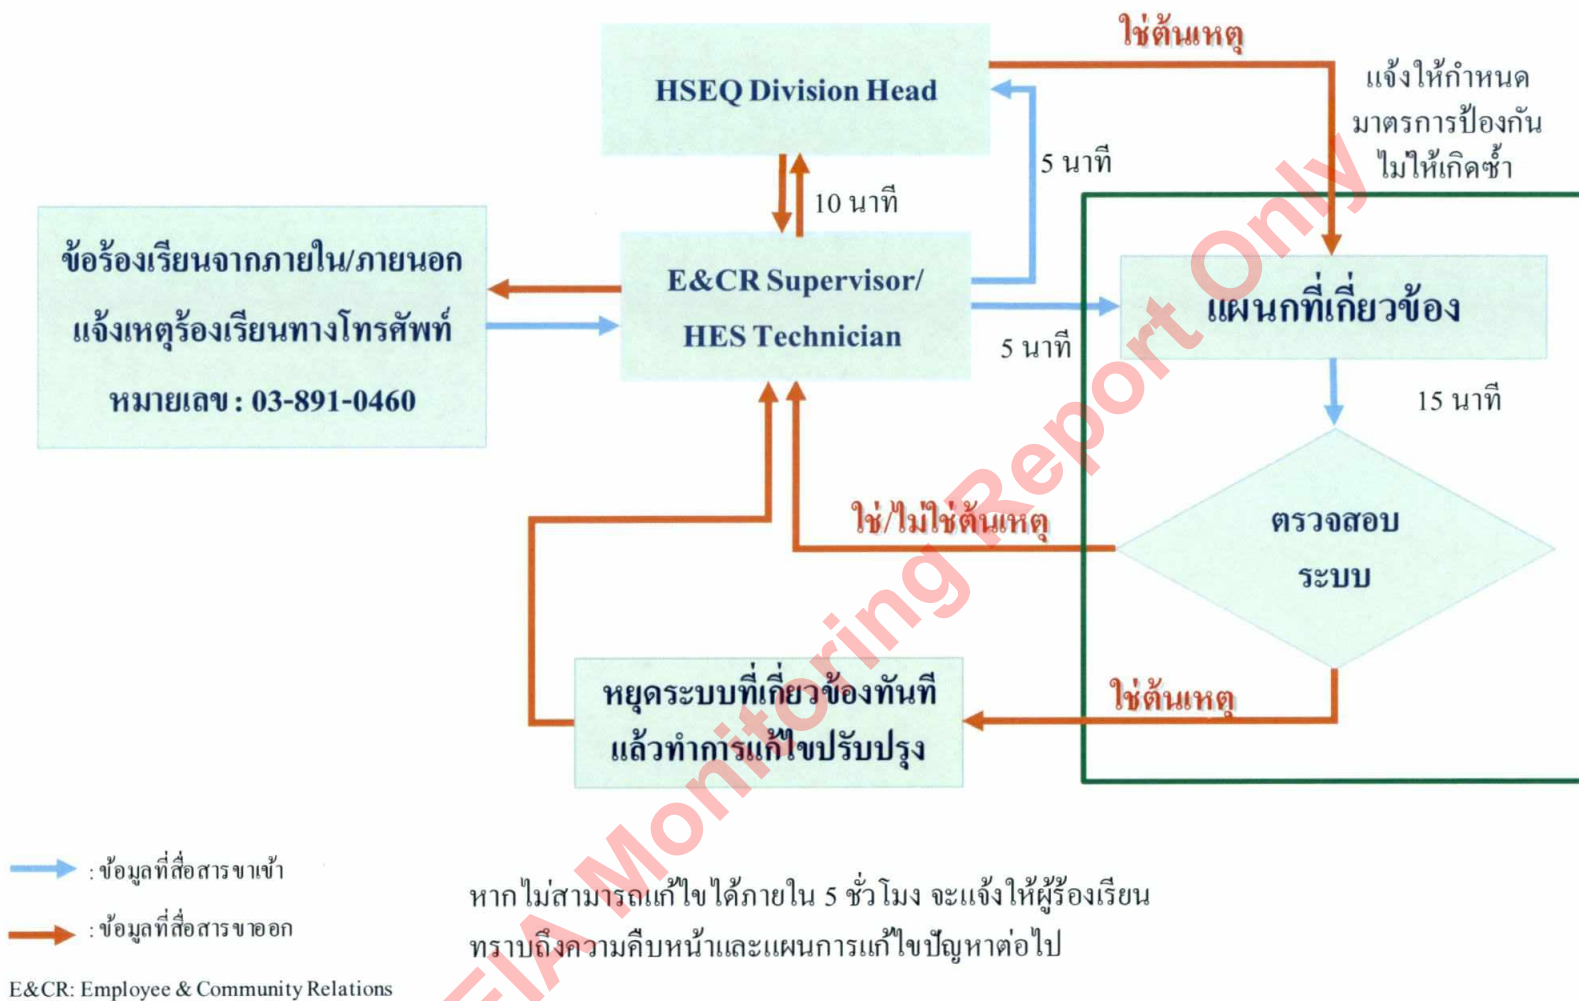 ใช่ต้นเหตุ
HSEQ Division Head
แจ้งให้กำหนด
มาตรการป้องกัน
ไม่ให้เกิดซ้ำ
5 นาที
10 นาที
ข้อร้องเรียนจากภายใน/ภายนอก
แจ้งเหตุร้องเรียนทางโทรศัพท์
หมายเลข : 03-891-0460
E&CR Supervisor/
HES Technician
แผนกที่เกี่ยวข้อง
5 นาที
15 นาที
ใช่/ไม่ใช่ต้นเหตุ
ตรวจสอบ
ระบบ
หยุดระบบที่เกี่ยวข้องทันที
แล้วทำการแก้ไขปรับปรุง
ใช่ต้นเหตุ
: ข้อมูลที่สื่อสารขาเข้า
: ข้อมูลที่สื่อสารขาออก
หากไม่สามารถแก้ไขได้ภายใน 5 ชั่วโมง จะแจ้งให้ผู้ร้องเรียน
ทราบถึงความคืบหน้าและแผนการแก้ไขปัญหาต่อไป
E&CR: Employee & Community Relations
EIA Monitoring Report Only